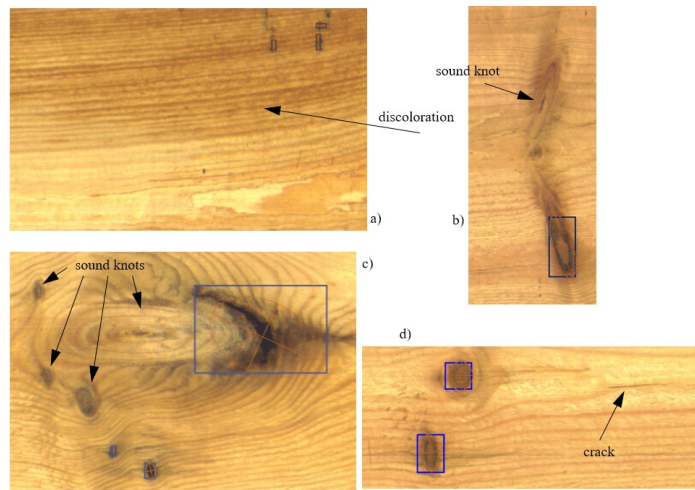 sound knot
discoloration
a)
b)
sound knots
c)
d)
crack